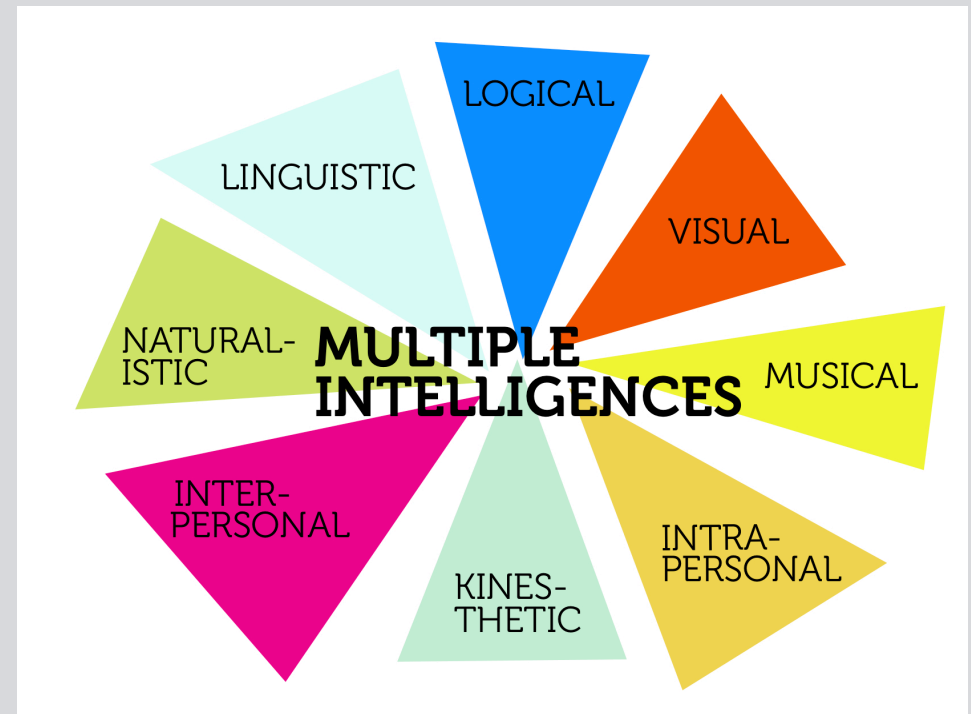 LOGICAL
LINGUISTIC
VISUAL
NATURAL-
ISTIC
MULTIPLE
INTELLIGENCES
MUSICAL
INTER-
PERSONAL
INTRA-
PERSONAL
KINES-
THETIC